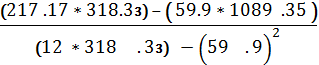 (217 .17 * 318.33) – ( 59.9 * 1089 .35 )
(12 * 318 . 33) – (59 . 9)²